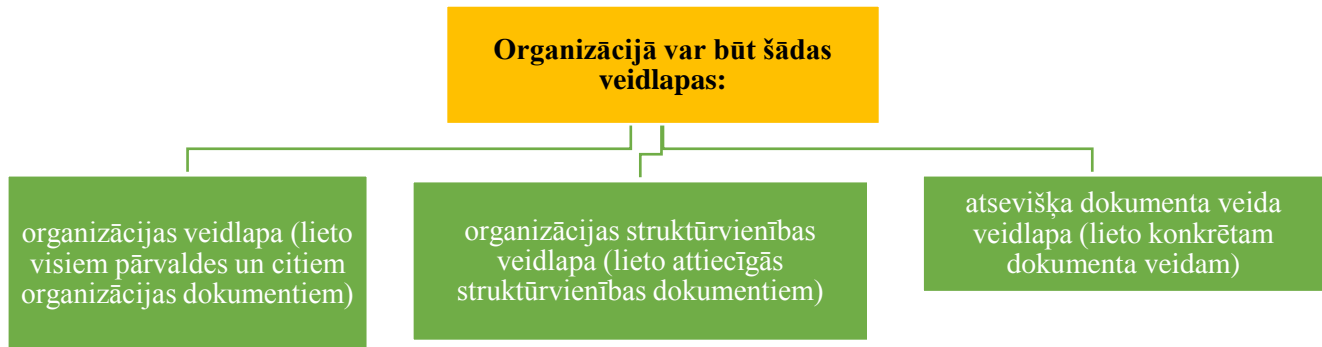 Organizācijā var būt šādas
veidlapas:
organizācijas veidlapa (lieto
visiem pārvaldes un citiem
organizācijas dokumentiem)
organizācijas struktūrvienības
veidlapa (lieto attiecīgās
struktūrvienības dokumentiem)
atsevišķa dokumenta veida
veidlapa (lieto konkrētam
dokumenta veidam)